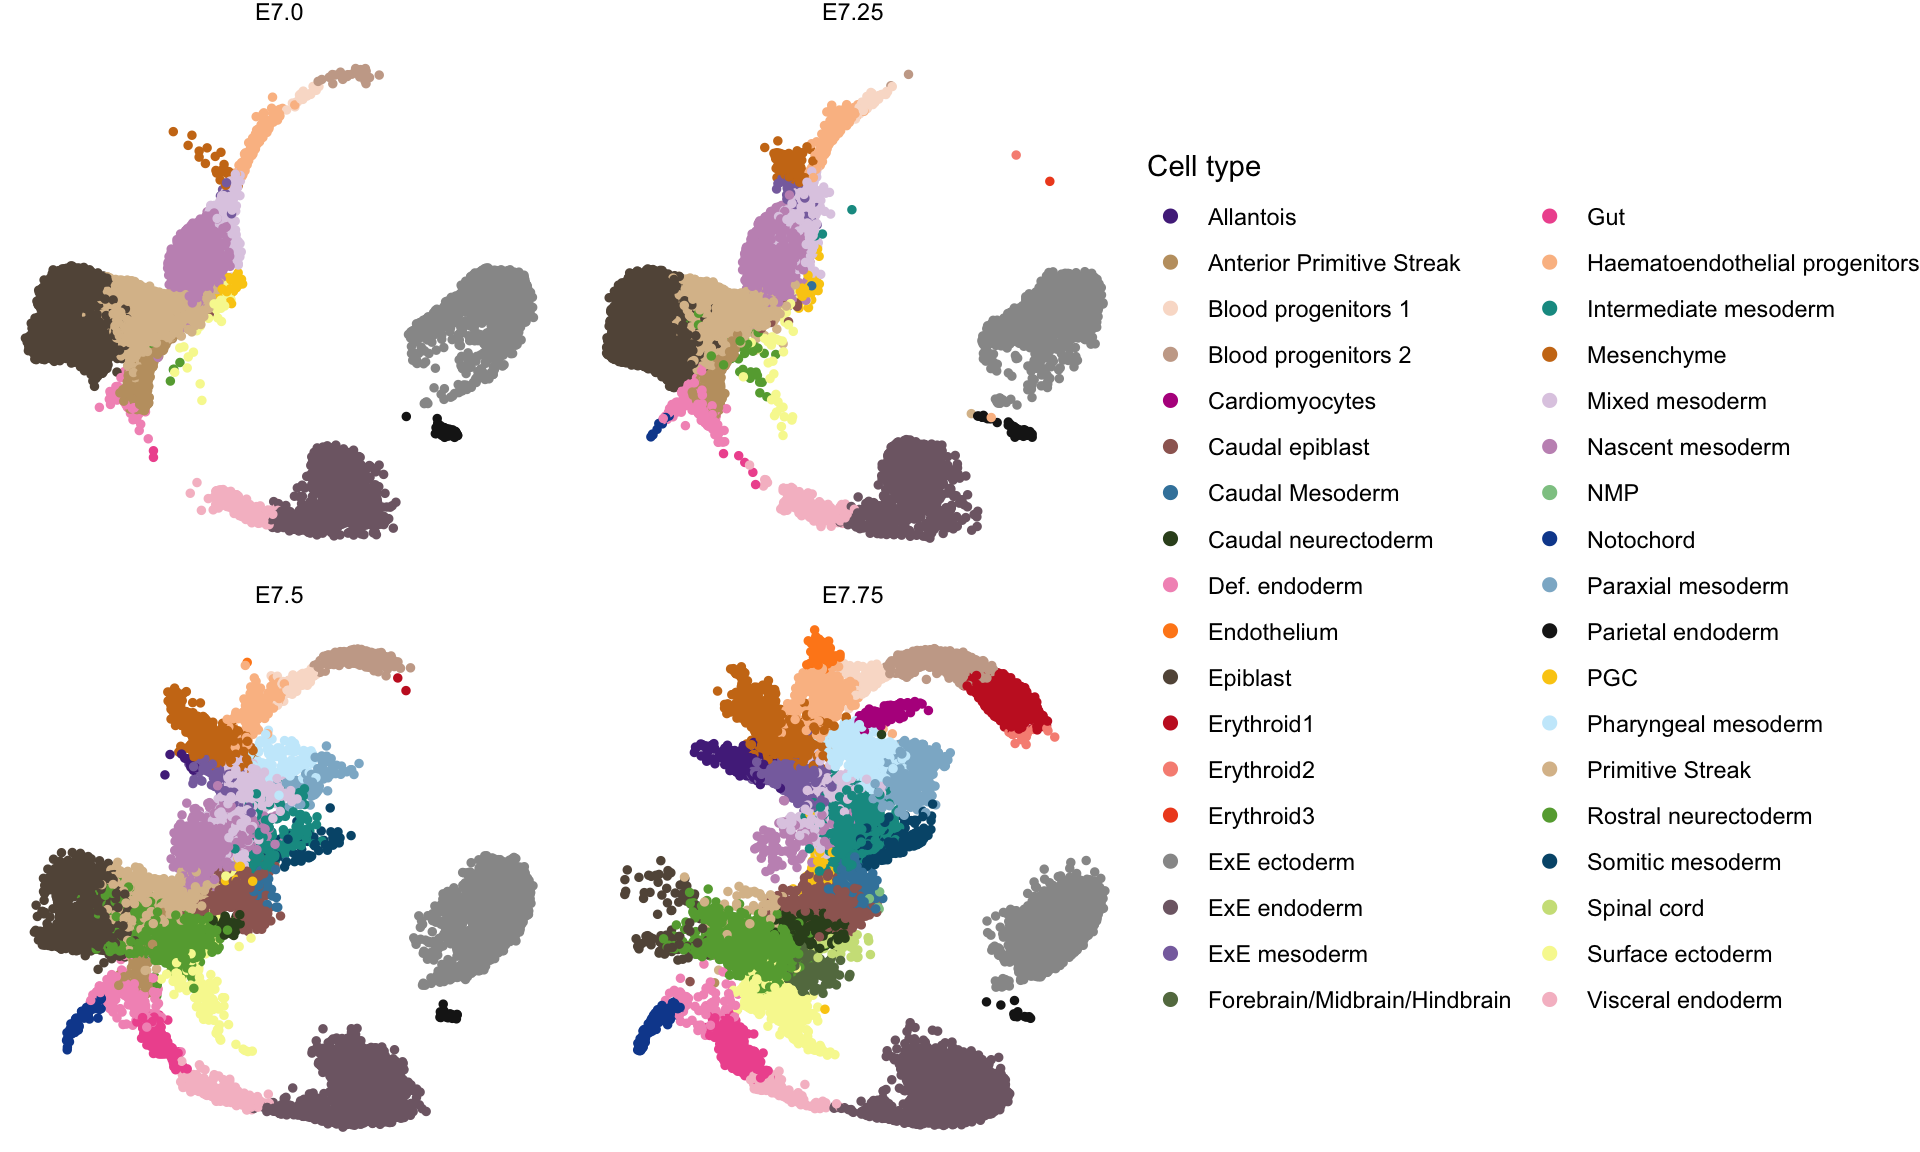 E7.0
E7.25
E7.5
E7.75
Cell type
Allantois
Anterior Primitive Streak
Blood progenitors 1
Blood progenitors 2
Cardiomyocytes
Caudal epiblast
Caudal Mesoderm
Caudal neurectoderm
Def. endoderm
Endothelium
Epiblast
Erythroid1
Erythroid2
Erythroid3
ExE ectoderm
ExE endoderm
ExE mesoderm
Forebrain/Midbrain/Hindbrain
Gut
Haematoendothelial progenitors
Intermediate mesoderm
Mesenchyme
Mixed mesoderm
Nascent mesoderm
NMP
Notochord
Paraxial mesoderm
Parietal endoderm
PGC
Pharyngeal mesoderm
Primitive Streak
Rostral neurectoderm
Somitic mesoderm
Spinal cord
Surface ectoderm
Visceral endoderm